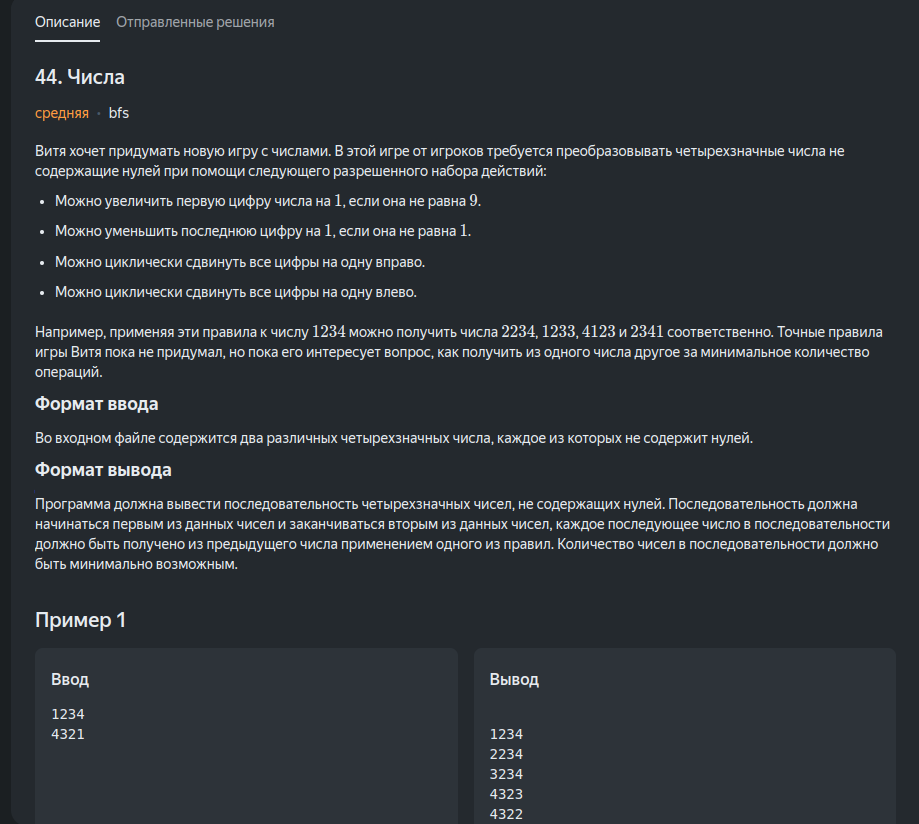 Описание Отправленные решения
44. Числа
средняя · bfs
Витя хочет придумать новую игру с числами. В этой игре от игроков требуется преобразовывать четырехзначные числа не
содержащие нулей при помощи следующего разрешенного набора действий:
• Можно увеличить первую цифру числа на 1, если она не равна 9.
• Можно уменьшить последнюю цифру на 1, если она не равна 1.
• Можно циклически сдвинуть все цифры на одну вправо.
• Можно циклически сдвинуть все цифры на одну влево.
Например, применяя эти правила к числу 1234 можно получить числа 2234, 1233, 4123 и 2341 соответственно. Точные правила
игры Витя пока не придумал, но пока его интересует вопрос, как получить из одного числа другое за минимальное количество
операций.
Формат ввода
Во входном файле содержится два различных четырехзначных числа, каждое из которых не содержит нулей.
Формат вывода
Программа должна вывести последовательность четырехзначных чисел, не содержащих нулей. Последовательность должна
начинаться первым из данных чисел и заканчиваться вторым из данных чисел, каждое последующее число в последовательности
должно быть получено из предыдущего числа применением одного из правил. Количество чисел в последовательности должно
быть минимально возможным.
Пример 1
Ввод
1234
4321
Вывод
1234
2234
3234
4323
4322